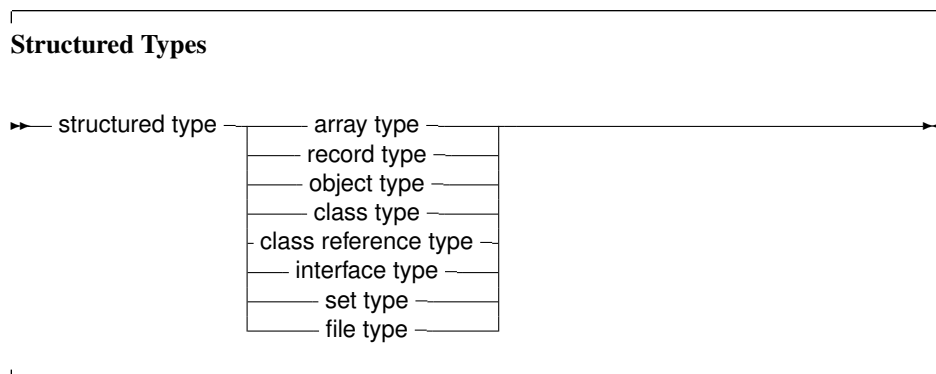 Structured Types
structured type array type
record type
object type
class type
class reference type
interface type
set type
file type